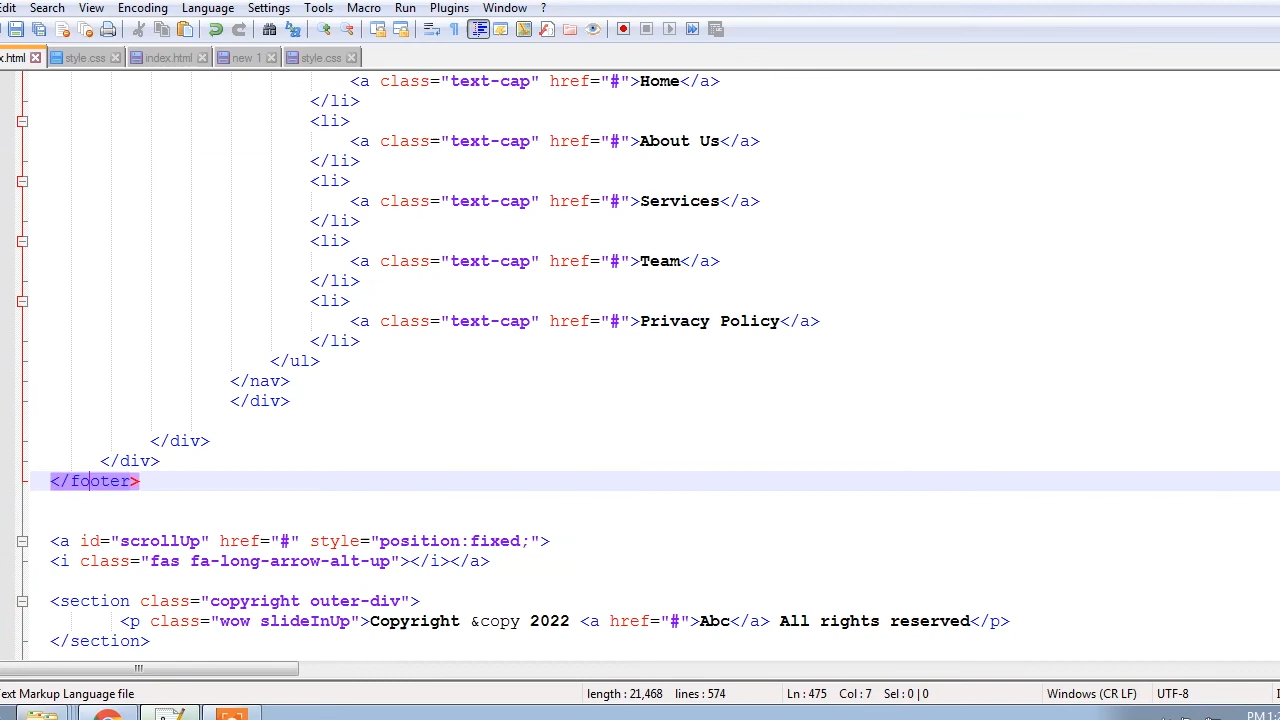 Edit Search View Encoding Language Settings Tools Macro Run Plugins Window ?
x.html style.css index.html new 1 style.css
<a class="text-cap" href="#">Home</a>
</li>
<li>
<a class="text-cap" href="#">About Us</a>
</li>
<li>
<a class="text-cap" href="#">Services</a>
</li>
<li>
<a class="text-cap" href="#">Team</a>
</li>
<li>
<a class="text-cap" href="#">Privacy Policy</a>
</li>
</ul>
</nav>
</div>
</div>
</div>
</footer>
<a id="scrollUp" href="#" style="position:fixed;">
<i class="fas fa-long-arrow-alt-up"></i></a>
<section class="copyright outer-div">
<p class="wow slideInUp">Copyright &copy 2022 <a href="#">Abc</a> All rights reserved</p>
</section>
ext Markup Language file length : 21,468 lines : 574 Ln : 475 Col : 7 Sel : 0 | 0 Windows (CR LF) UTF-8